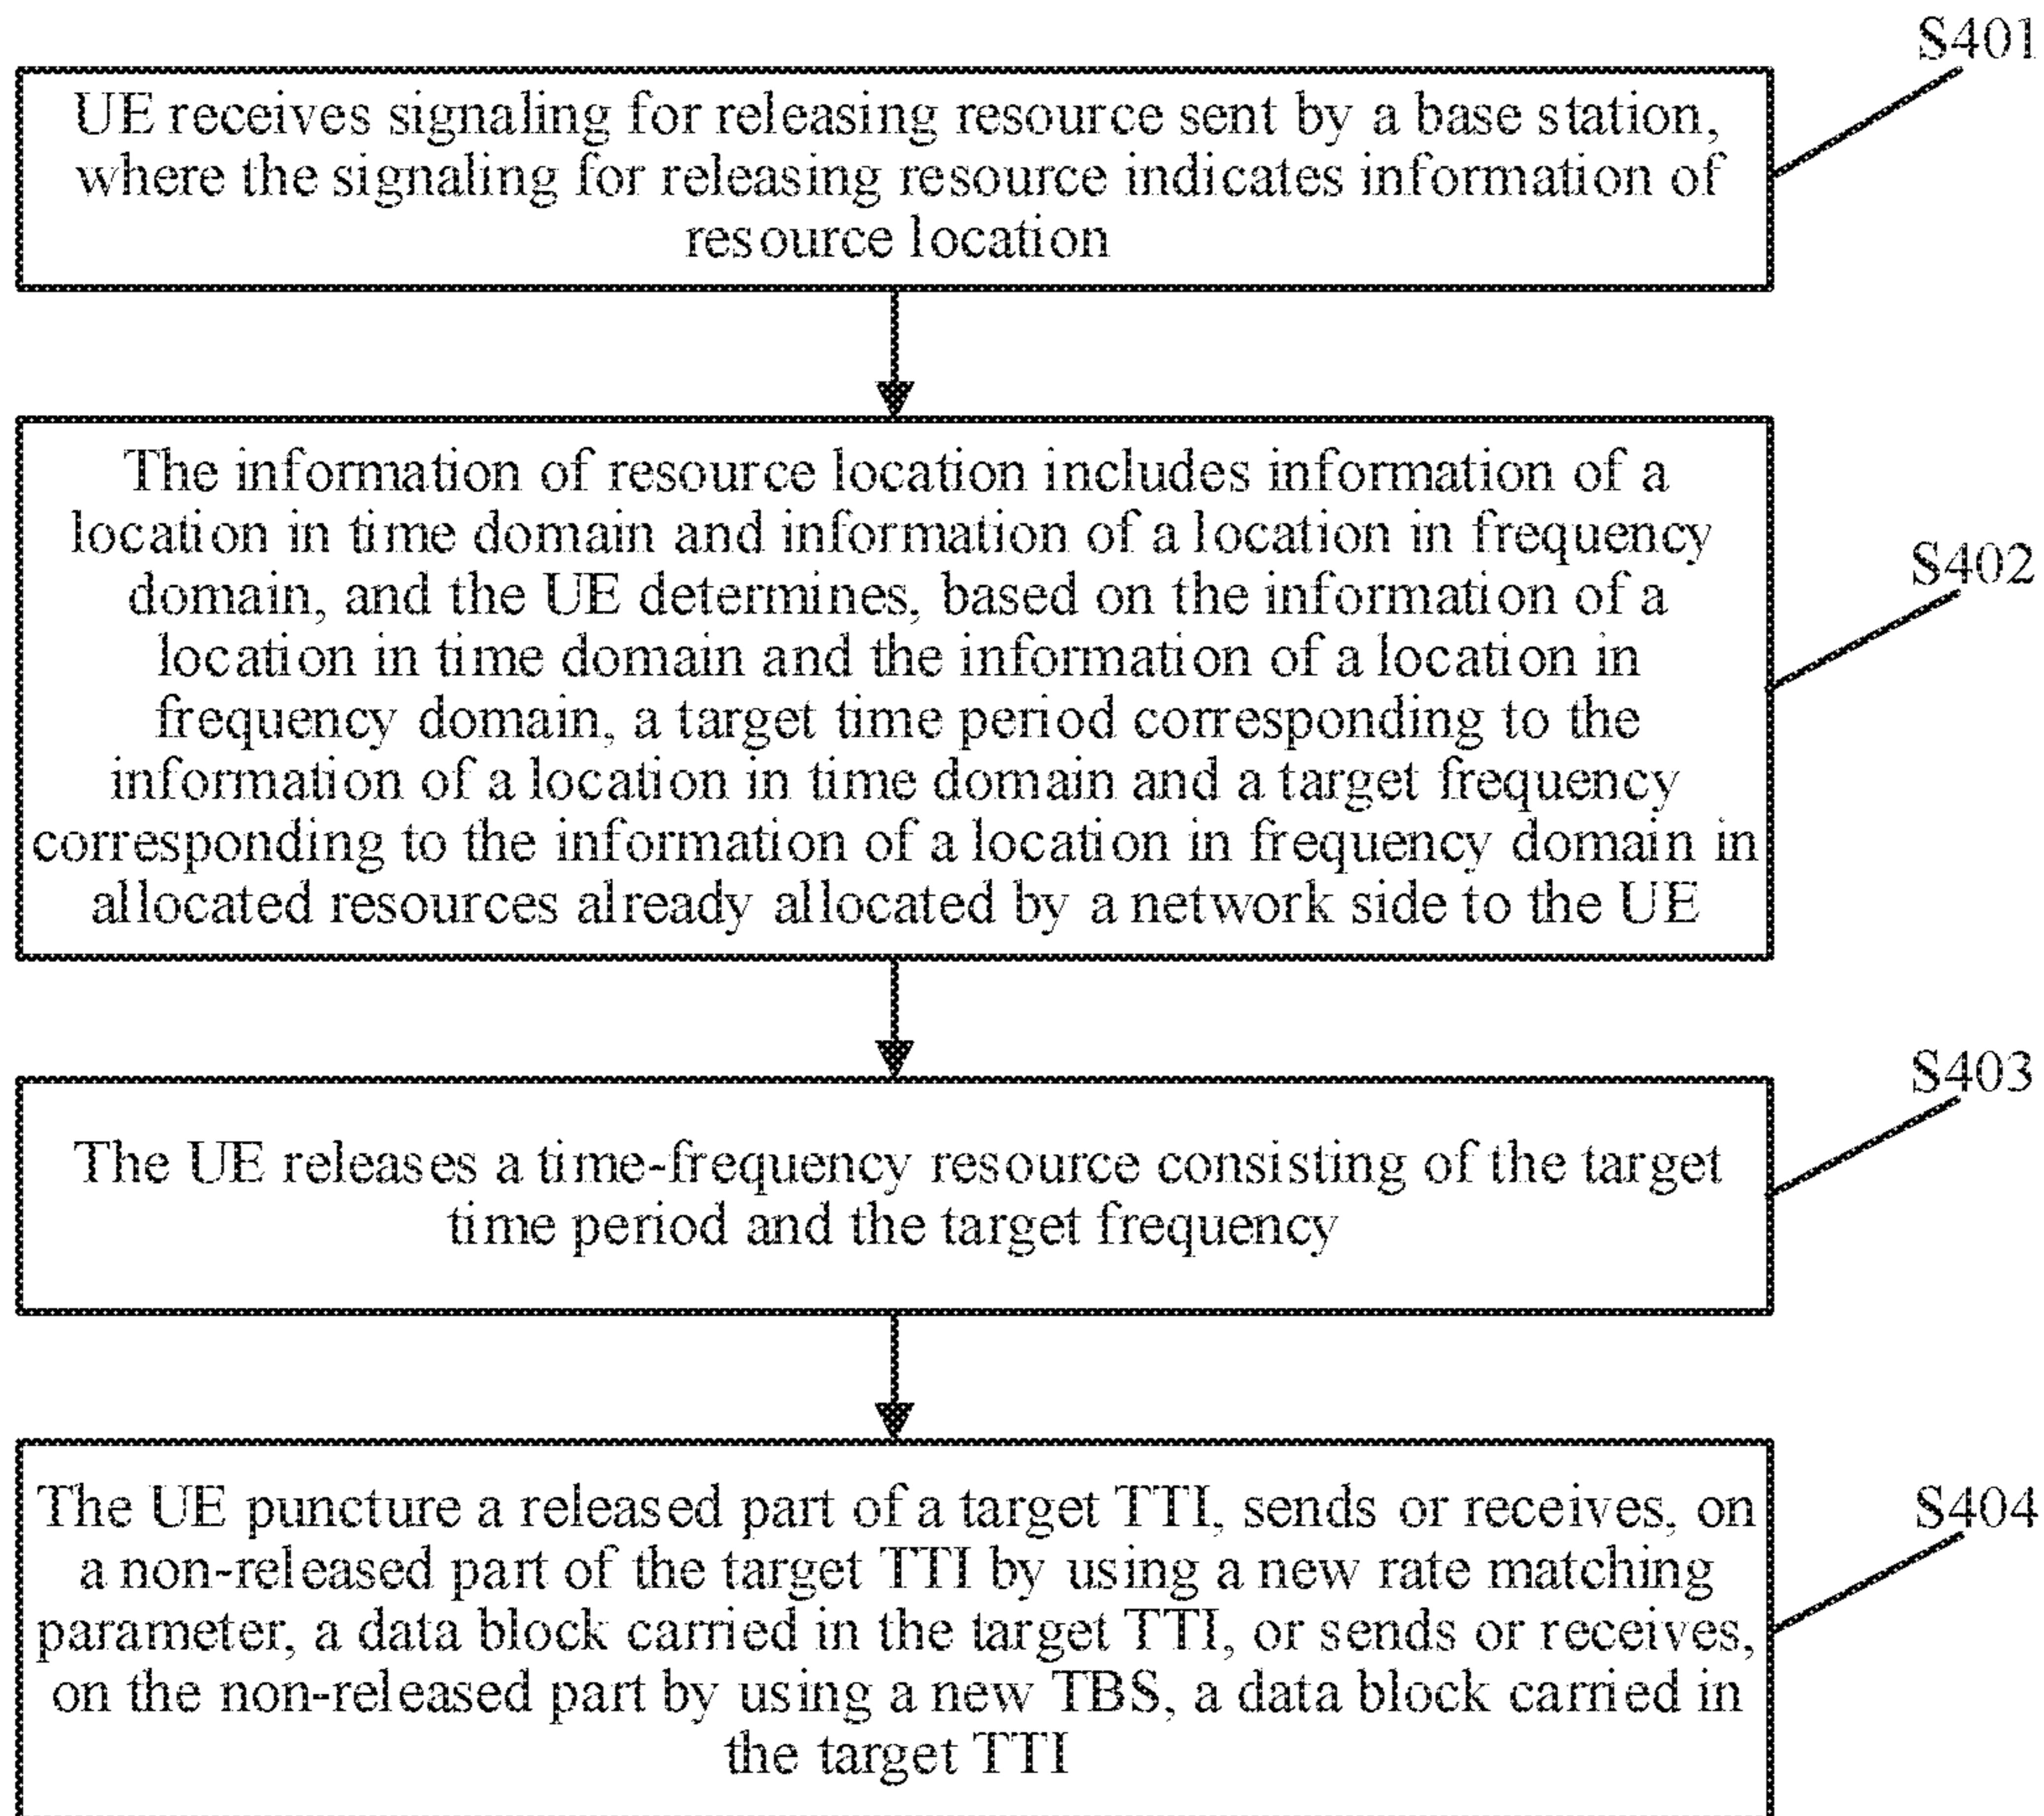 S401
UE receives signaling for releasing resource sent by a base station,
where the signaling for releasing resource indicates information of
resource location
The information of resource location includes information of a
location in time domain and information of a location in frequency
domain, and the UE determines, based on the information of a
location in time domain and the information of a location in
frequency domain, a target time period corresponding to the
information of a location in time domain and a target frequency
corresponding to the information of a location in frequency domain in
allocated resources already allocated by a network side to the UE
S402
The UE releases a time-frequency resource consisting of the target
time period and the target frequency
S403
The UE puncture a released part of a target TTI, sends or receives, on
a non-released part of the target TTI by using a new rate matching
parameter, a data block carried in the target TTI, or sends or receives,
on the non-released part by using a new TBS, a data block carried in
the target TTI
S404